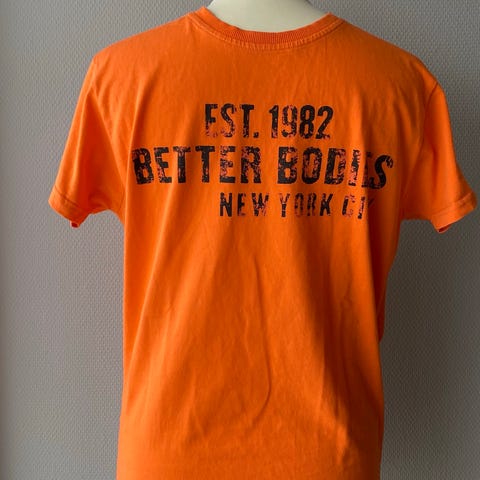 EST. 1982
BETTER BODIES
NEW YORK